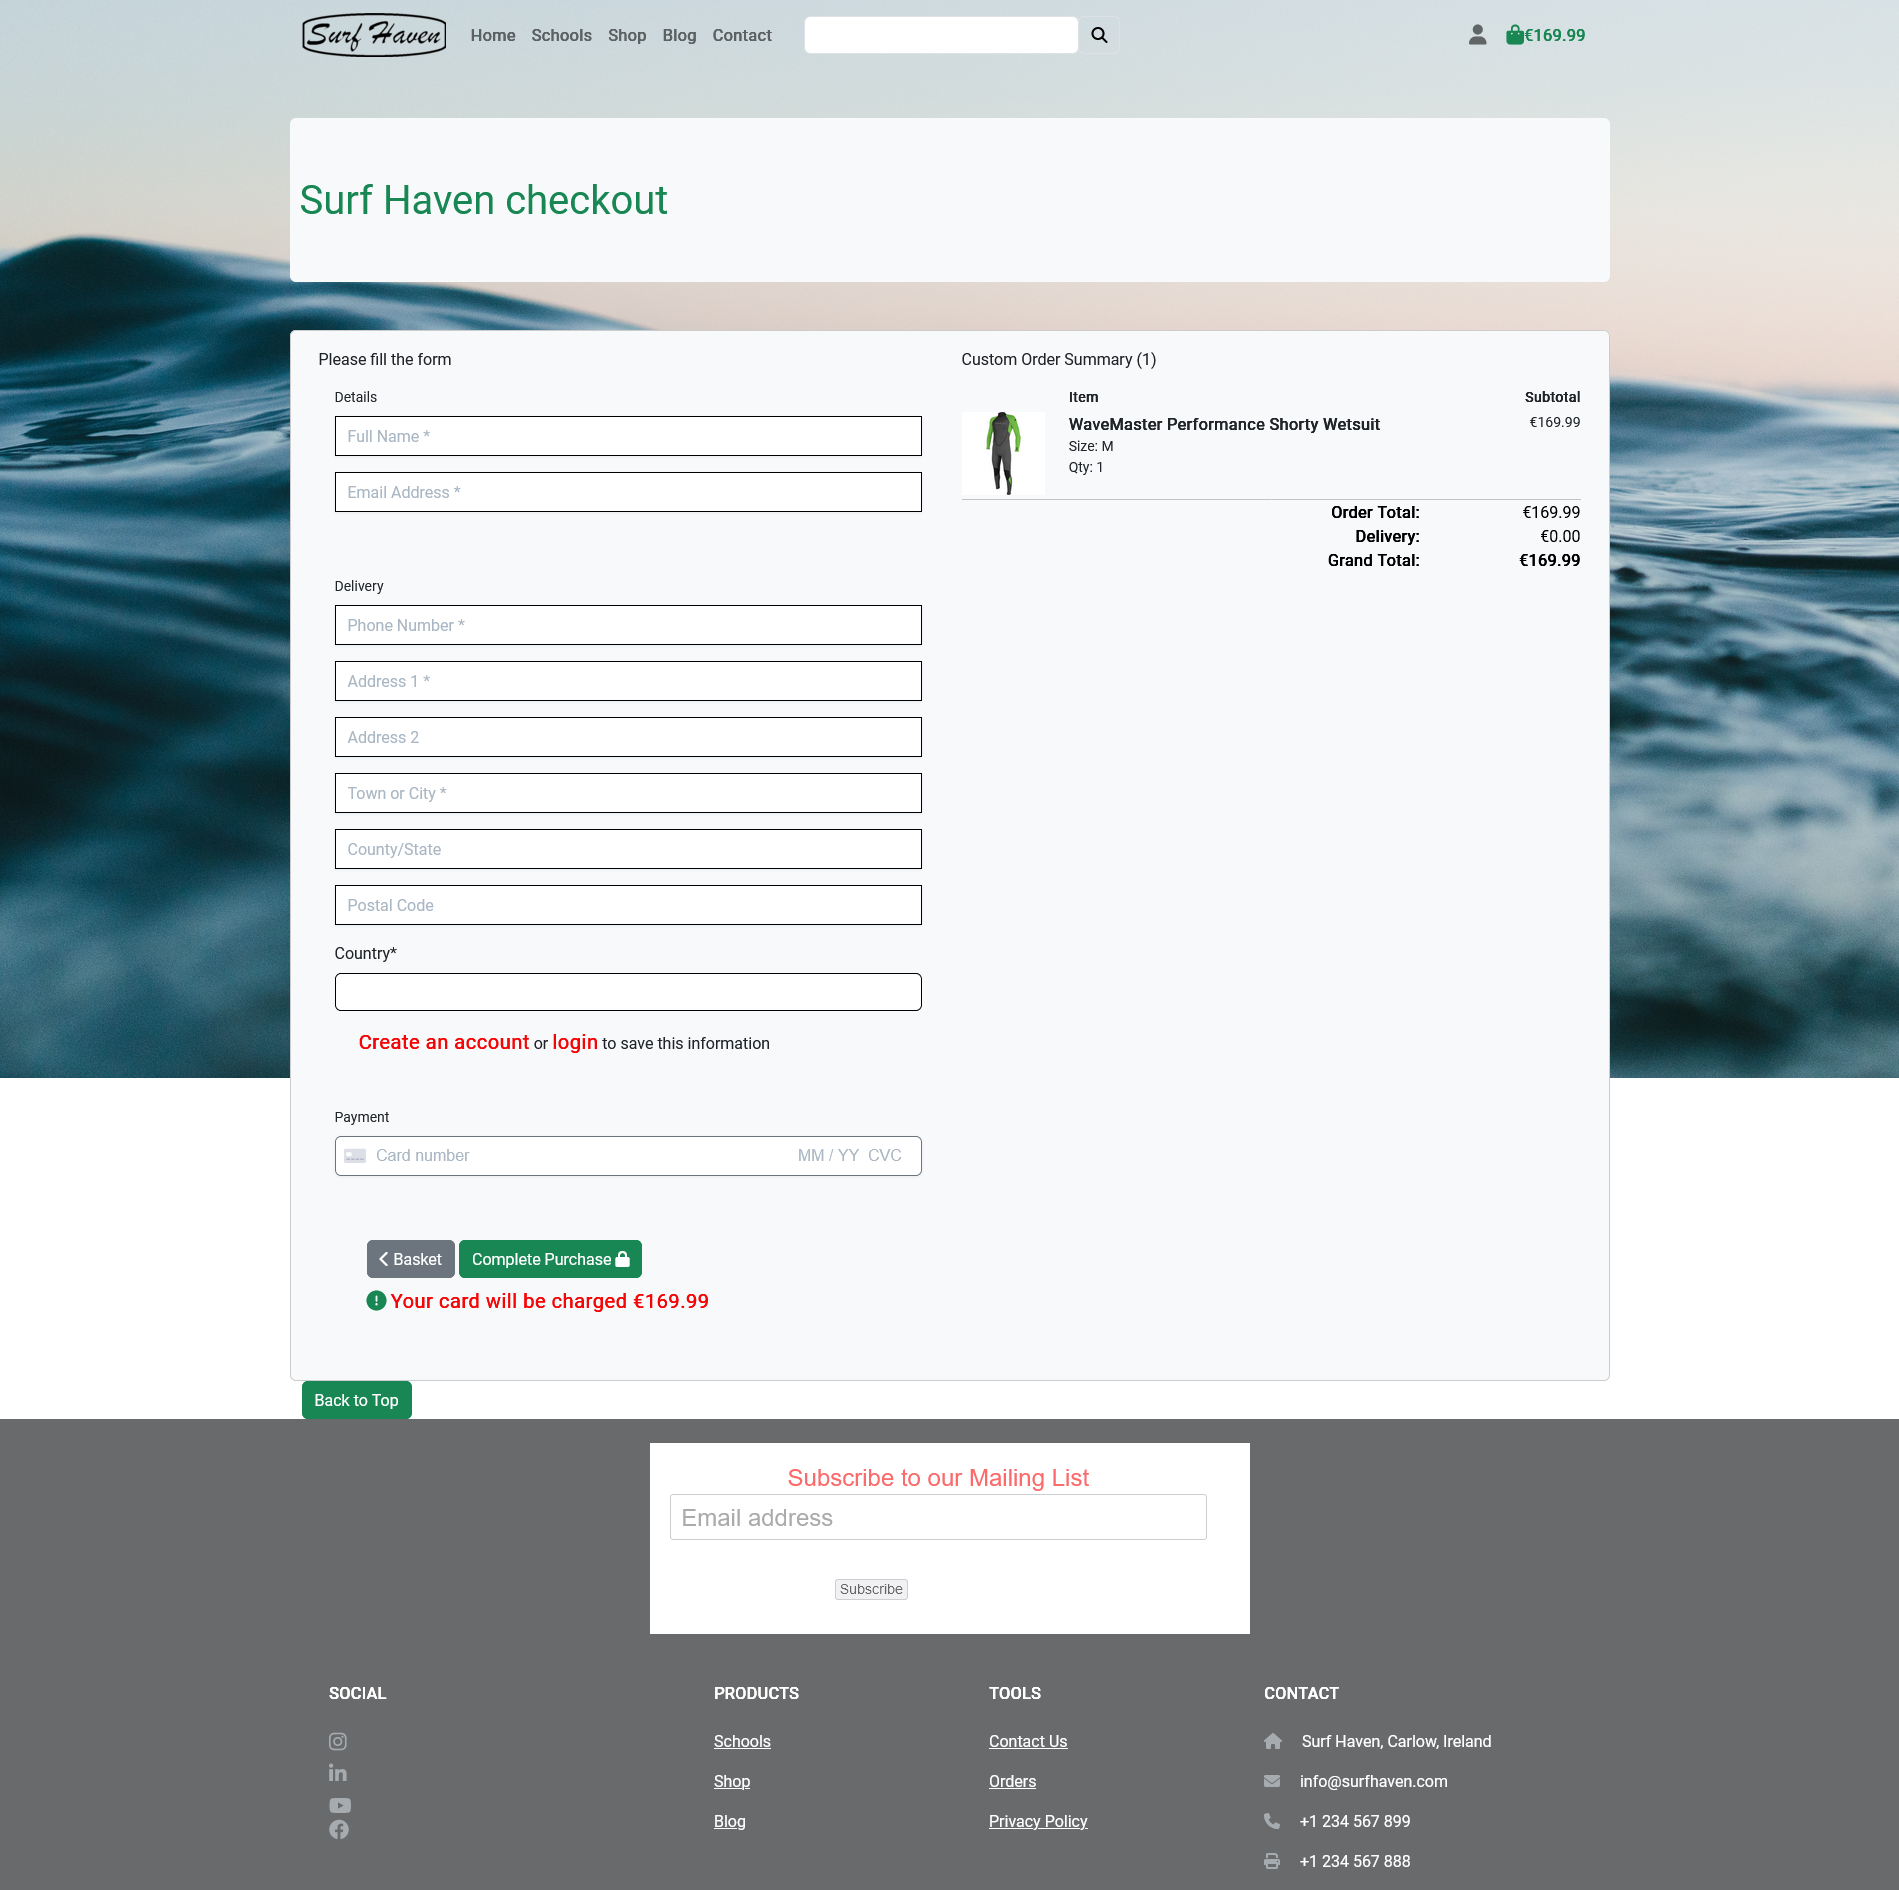 Surf Haven
Home Schools Shop Blog Contact
€169.99
Surf Haven checkout
Please fill the form
Details
Full Name *
Email Address *
Delivery
Phone Number *
Address 1 *
Address 2
Town or City *
County/State
Postal Code
Country*
Create an account or login to save this information
Payment
Card number MM / YY CVC
Basket
Complete Purchase
Your card will be charged €169.99
Custom Order Summary (1)
Item Subtotal
WaveMaster Performance Shorty Wetsuit €169.99
Size: M
Qty: 1
Order Total: €169.99
Delivery: €0.00
Grand Total: €169.99
Back to Top
Subscribe to our Mailing List
Email address
Subscribe
SOCIAL
PRODUCTS
Schools
Shop
Blog
TOOLS
Contact Us
Orders
Privacy Policy
CONTACT
Surf Haven, Carlow, Ireland
info@surfhaven.com
+1 234 567 899
+1 234 567 888